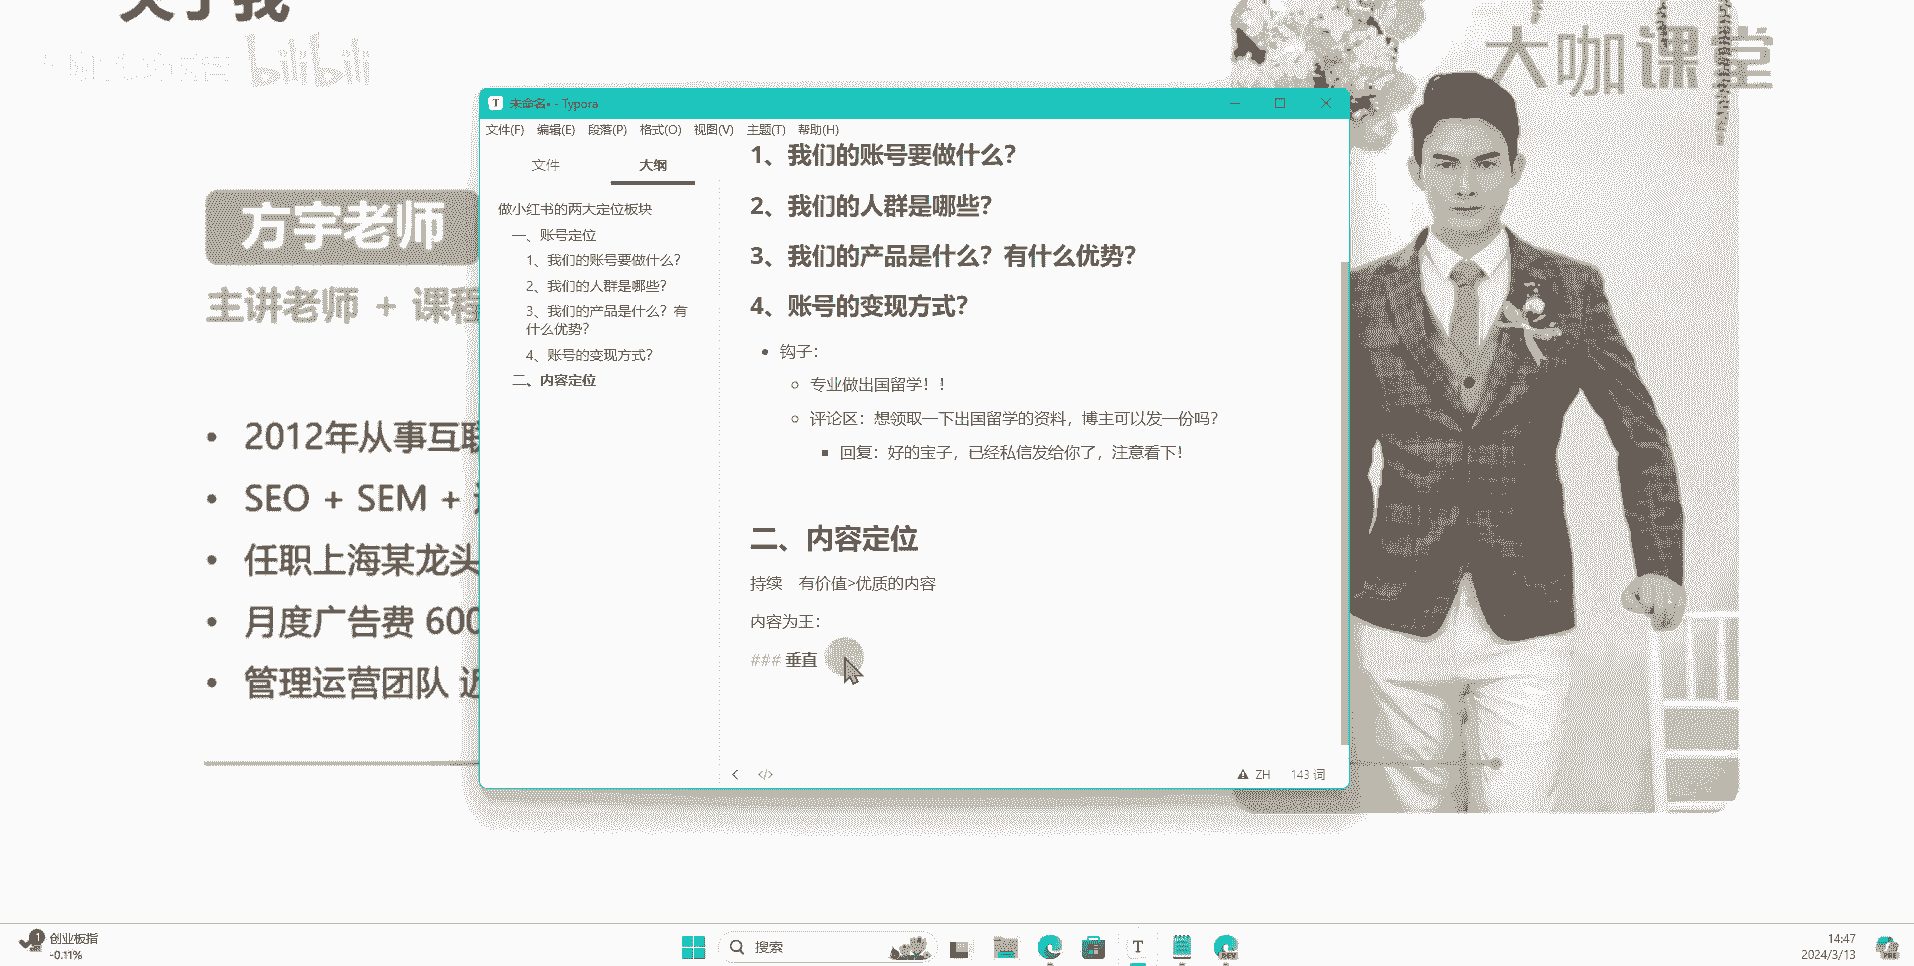 关于我
bilibili
大咖课堂
方宇老师
主讲老师 + 课程
2012年从事互联
SEO + SEM +
任职上海某龙头
月度广告费 600
管理运营团队 近
未命名• - Typora
文件(F) 编辑(E) 段落(P) 格式(O) 视图(V) 主题(T) 帮助(H)
文件 大纲
做小红书的两大定位板块
一、账号定位
1、我们的账号要做什么？
2、我们的人群是哪些？
3、我们的产品是什么？有
什么优势？
4、账号的变现方式？
二、内容定位
1、我们的账号要做什么？
2、我们的人群是哪些？
3、我们的产品是什么？有什么优势？
4、账号的变现方式？
钩子：
专业做出国留学！！
评论区：想领取一下出国留学的资料，博主可以发一份吗？
回复：好的宝子，已经私信发给你了，注意看下！
二、内容定位
持续 有价值>优质的内容
内容为王：
### 垂直
ZH 143 词
1 创业板指
-0.11%
搜索
14:47
2024/3/13